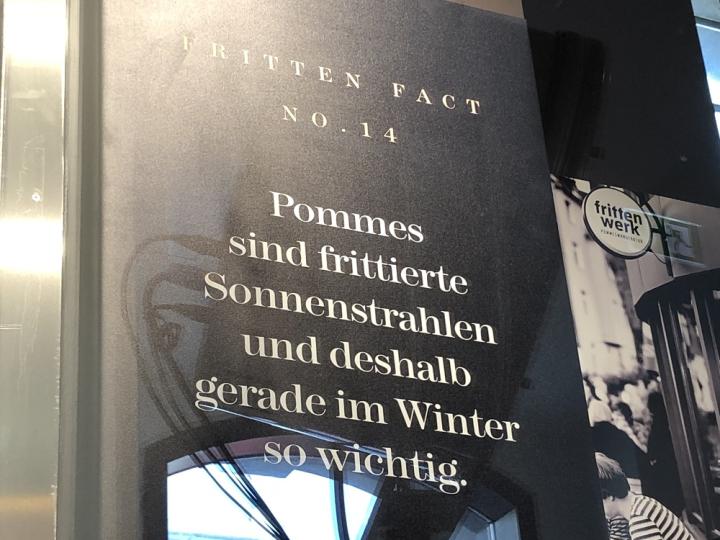 FRITTEN FACT
NO.14
Pommes
sind frittierte
Sonnenstrahlen
und deshalb
gerade im Winter
so wichtig.
fritten
werk